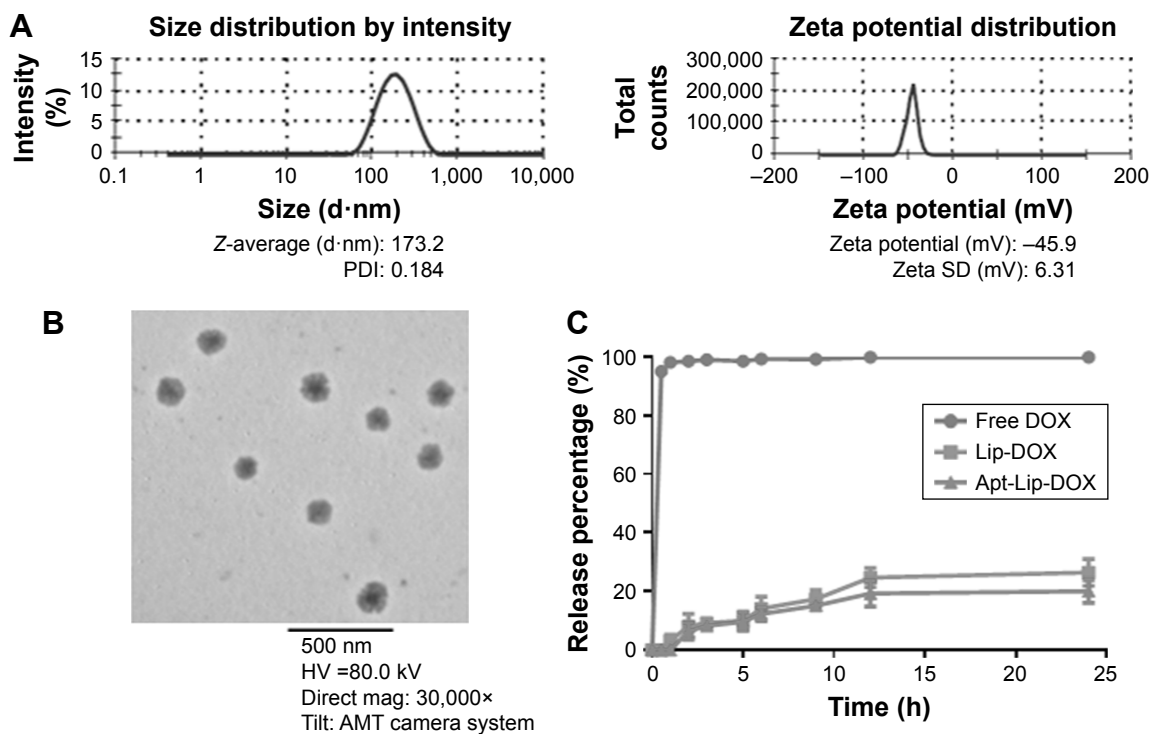 A
Size distribution by intensity
Intensity
(%)
15
10
5
0
0.1 1 10 100 1,000 10,000
Size (d·nm)
Z-average (d·nm): 173.2
PDI: 0.184
Zeta potential distribution
Total
counts
300,000
200,000
100,000
0
–200 –100 0 100 200
Zeta potential (mV)
Zeta potential (mV): –45.9
Zeta SD (mV): 6.31
B
500 nm
HV =80.0 kV
Direct mag: 30,000×
Tilt: AMT camera system
C
Release percentage (%)
100
80
60
40
20
0
0 5 10 15 20 25
Time (h)
Free DOX
Lip-DOX
Apt-Lip-DOX